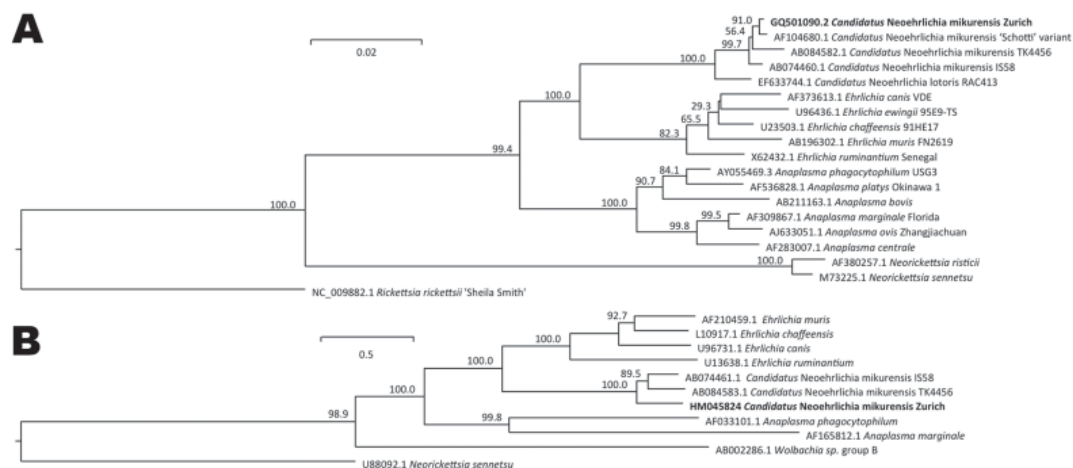 A
0.02
91.0 GQ501090.2 Candidatus Neoehrlichia mikurensis Zurich
56.4 AF104680.1 Candidatus Neoehrlichia mikurensis 'Schotti' variant
99.7 AB084582.1 Candidatus Neoehrlichia mikurensis TK4456
100.0 AB074460.1 Candidatus Neoehrlichia mikurensis IS58
EF633744.1 Candidatus Neoehrlichia lotoris RAC413
100.0
AF373613.1 Ehrlichia canis VDE
29.3 U96436.1 Ehrlichia ewingii 95E9-TS
65.5 U23503.1 Ehrlichia chaffeensis 91HE17
82.3 AB196302.1 Ehrlichia muris FN2619
99.4
X62432.1 Ehrlichia ruminantium Senegal
84.1 AY055469.3 Anaplasma phagocytophilum USG3
90.7 AF536828.1 Anaplasma platys Okinawa 1
AB211163.1 Anaplasma bovis
100.0 100.0
99.5 AF309867.1 Anaplasma marginale Florida
99.8 AJ633051.1 Anaplasma ovis Zhangjiachuan
AF283007.1 Anaplasma centrale
100.0 AF380257.1 Neorickettsia risticii
M73225.1 Neorickettsia sennetsu
NC_009882.1 Rickettsia rickettsii 'Sheila Smith'
B
0.5
92.7 AF210459.1 Ehrlichia muris
100.0 L10917.1 Ehrlichia chaffeensis
U96731.1 Ehrlichia canis
100.0 U13638.1 Ehrlichia ruminantium
89.5 AB074461.1 Candidatus Neoehrlichia mikurensis IS58
100.0 100.0 AB084583.1 Candidatus Neoehrlichia mikurensis TK4456
HM045824 Candidatus Neoehrlichia mikurensis Zurich
98.9 99.8 AF033101.1 Anaplasma phagocytophilum
AF165812.1 Anaplasma marginale
AB002286.1 Wolbachia sp. group B
U88092.1 Neorickettsia sennetsu